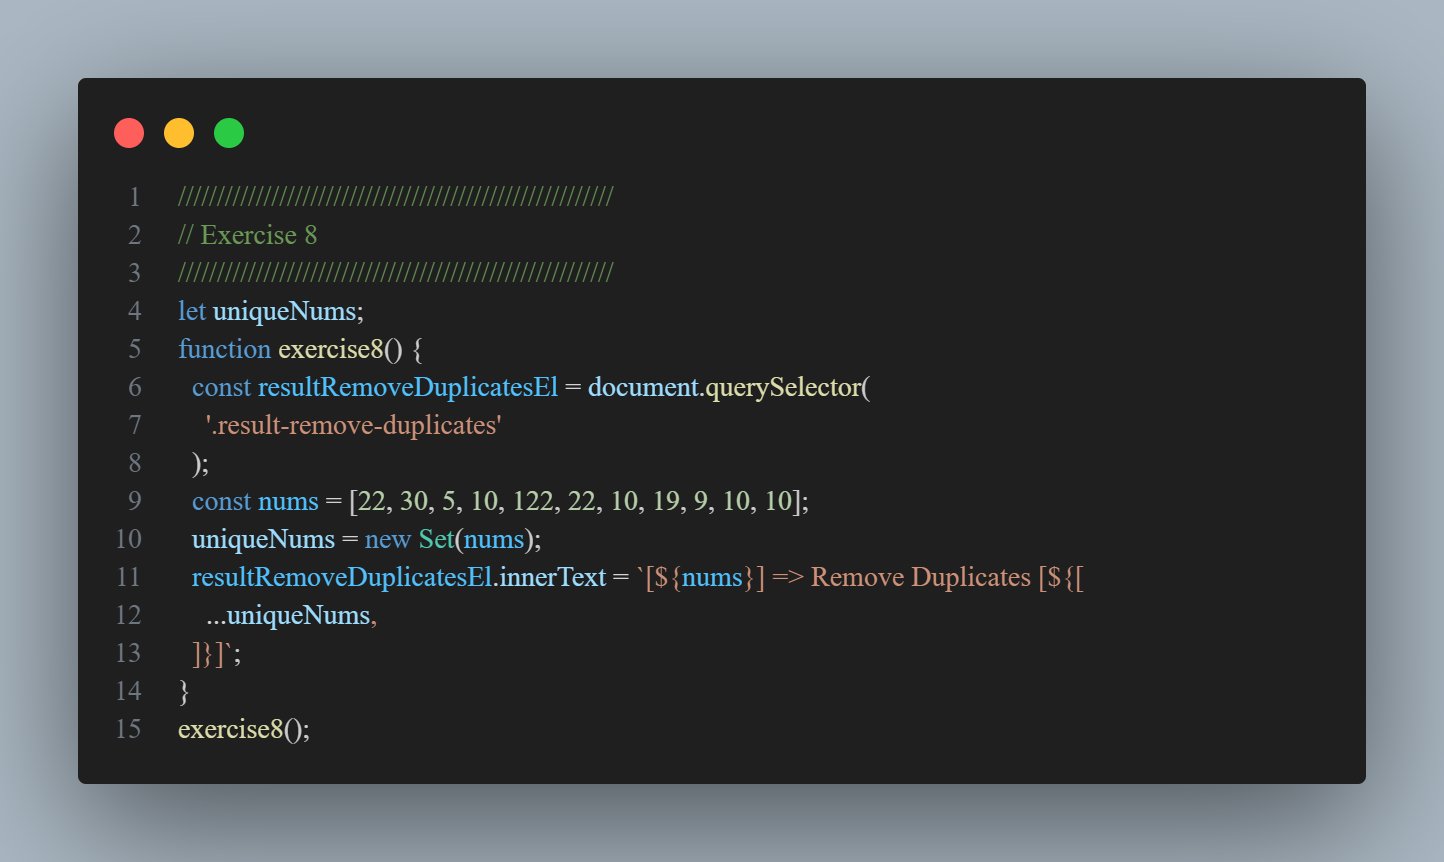 1 ////////////////////////////////////////////////////////
2 // Exercise 8
3 ////////////////////////////////////////////////////////
4 let uniqueNums;
5 function exercise8() {
6   const resultRemoveDuplicatesEl = document.querySelector(
7     '.result-remove-duplicates'
8   );
9   const nums = [22, 30, 5, 10, 122, 22, 10, 19, 9, 10, 10];
10   uniqueNums = new Set(nums);
11   resultRemoveDuplicatesEl.innerText = `[${nums}] => Remove Duplicates [${[
12     ...uniqueNums,
13   ]}]`;
14 }
15 exercise8();